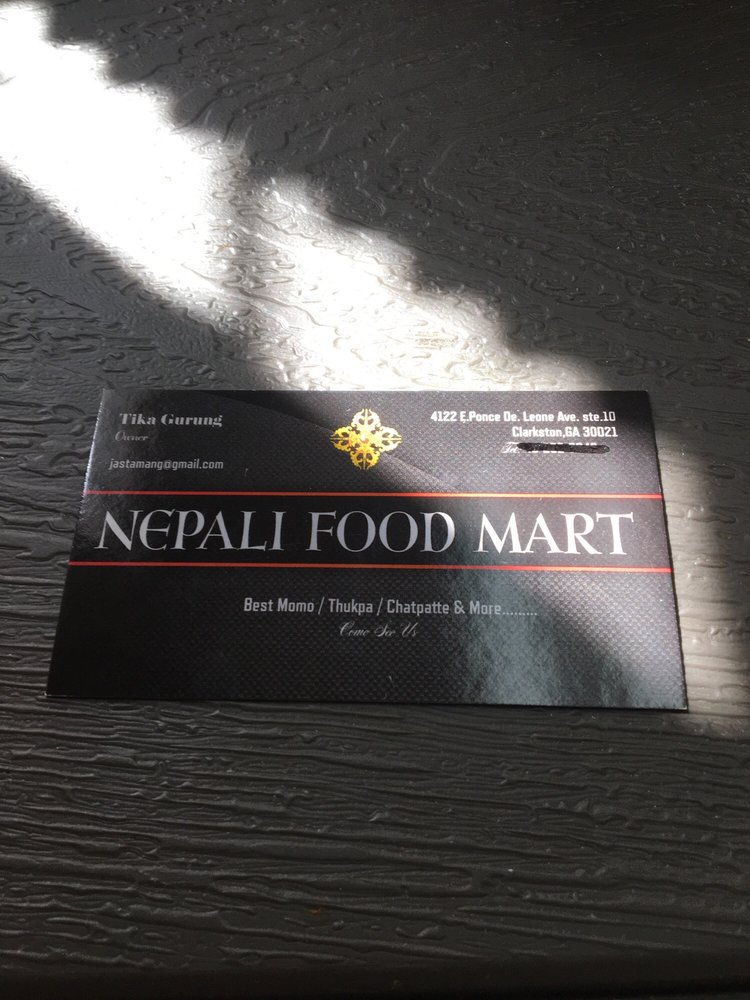 Tika Gurung
Owner
jastamang@gmail.com
4122 E.Ponce De. Leone Ave. ste.10
Clarkston,GA 30021
Tel:
NEPALI FOOD MART
Best Momo / Thukpa / Chatpatte & More.........
Come See Us